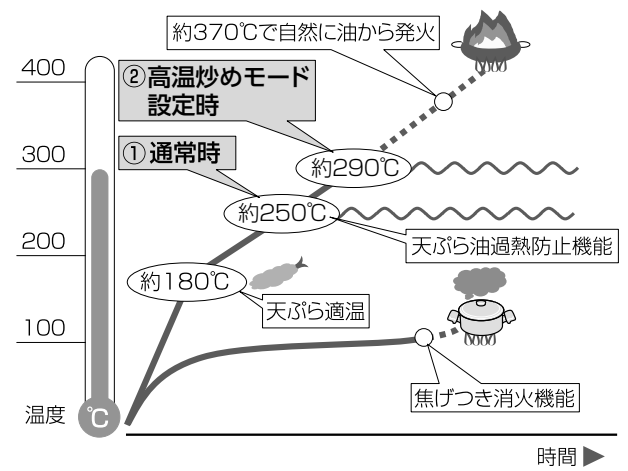 約370℃で自然に油から発火
400
②高温炒めモード
設定時
①通常時
300
約290℃
約250℃
天ぷら油過熱防止機能
200
約180℃
天ぷら適温
100
焦げつき消火機能
温度
℃
時間▶